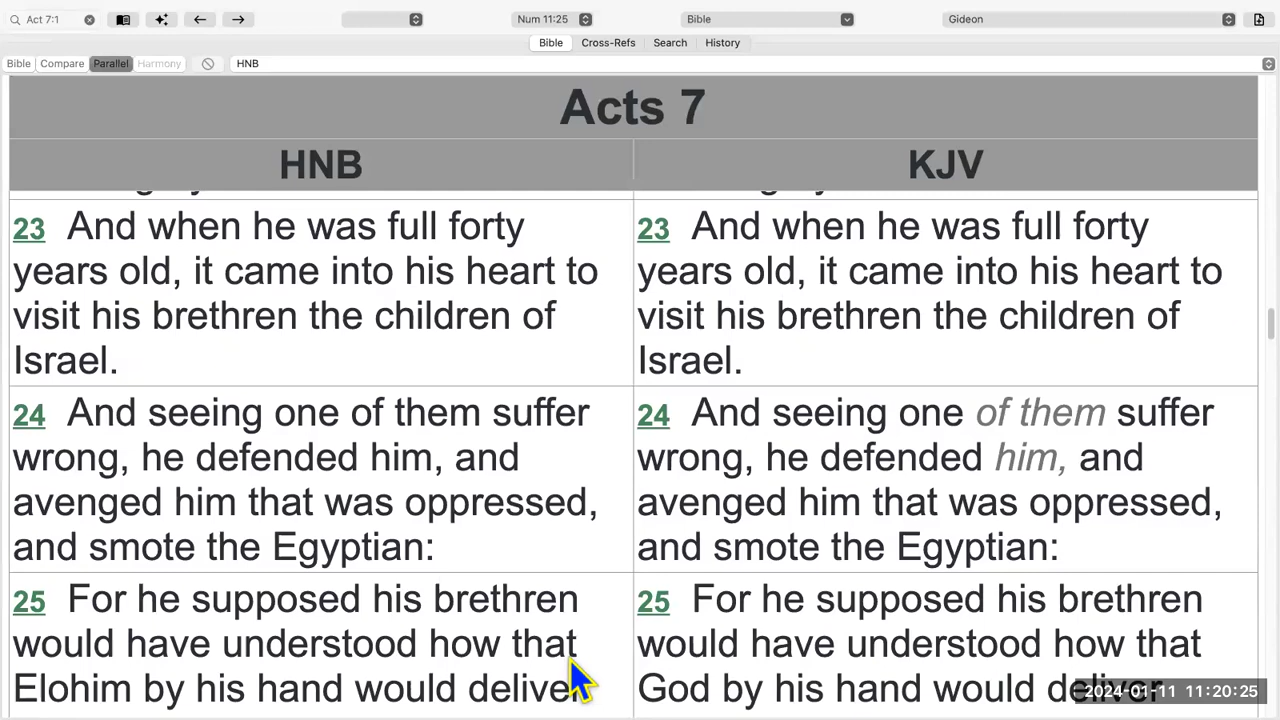 Act 7:1
Num 11:25
Bible
Gideon
Bible
Cross-Refs
Search
History
Bible
Compare
Parallel
Harmony
HNB
Acts 7
HNB
KJV
23 And when he was full forty
years old, it came into his heart to
visit his brethren the children of
Israel.
24 And seeing one of them suffer
wrong, he defended him, and
avenged him that was oppressed,
and smote the Egyptian:
25 For he supposed his brethren
would have understood how that
Elohim by his hand would deliver
23 And when he was full forty
years old, it came into his heart to
visit his brethren the children of
Israel.
24 And seeing one of them suffer
wrong, he defended him, and
avenged him that was oppressed,
and smote the Egyptian:
25 For he supposed his brethren
would have understood how that
God by his hand would deliver
2024-01-11 11:20:25